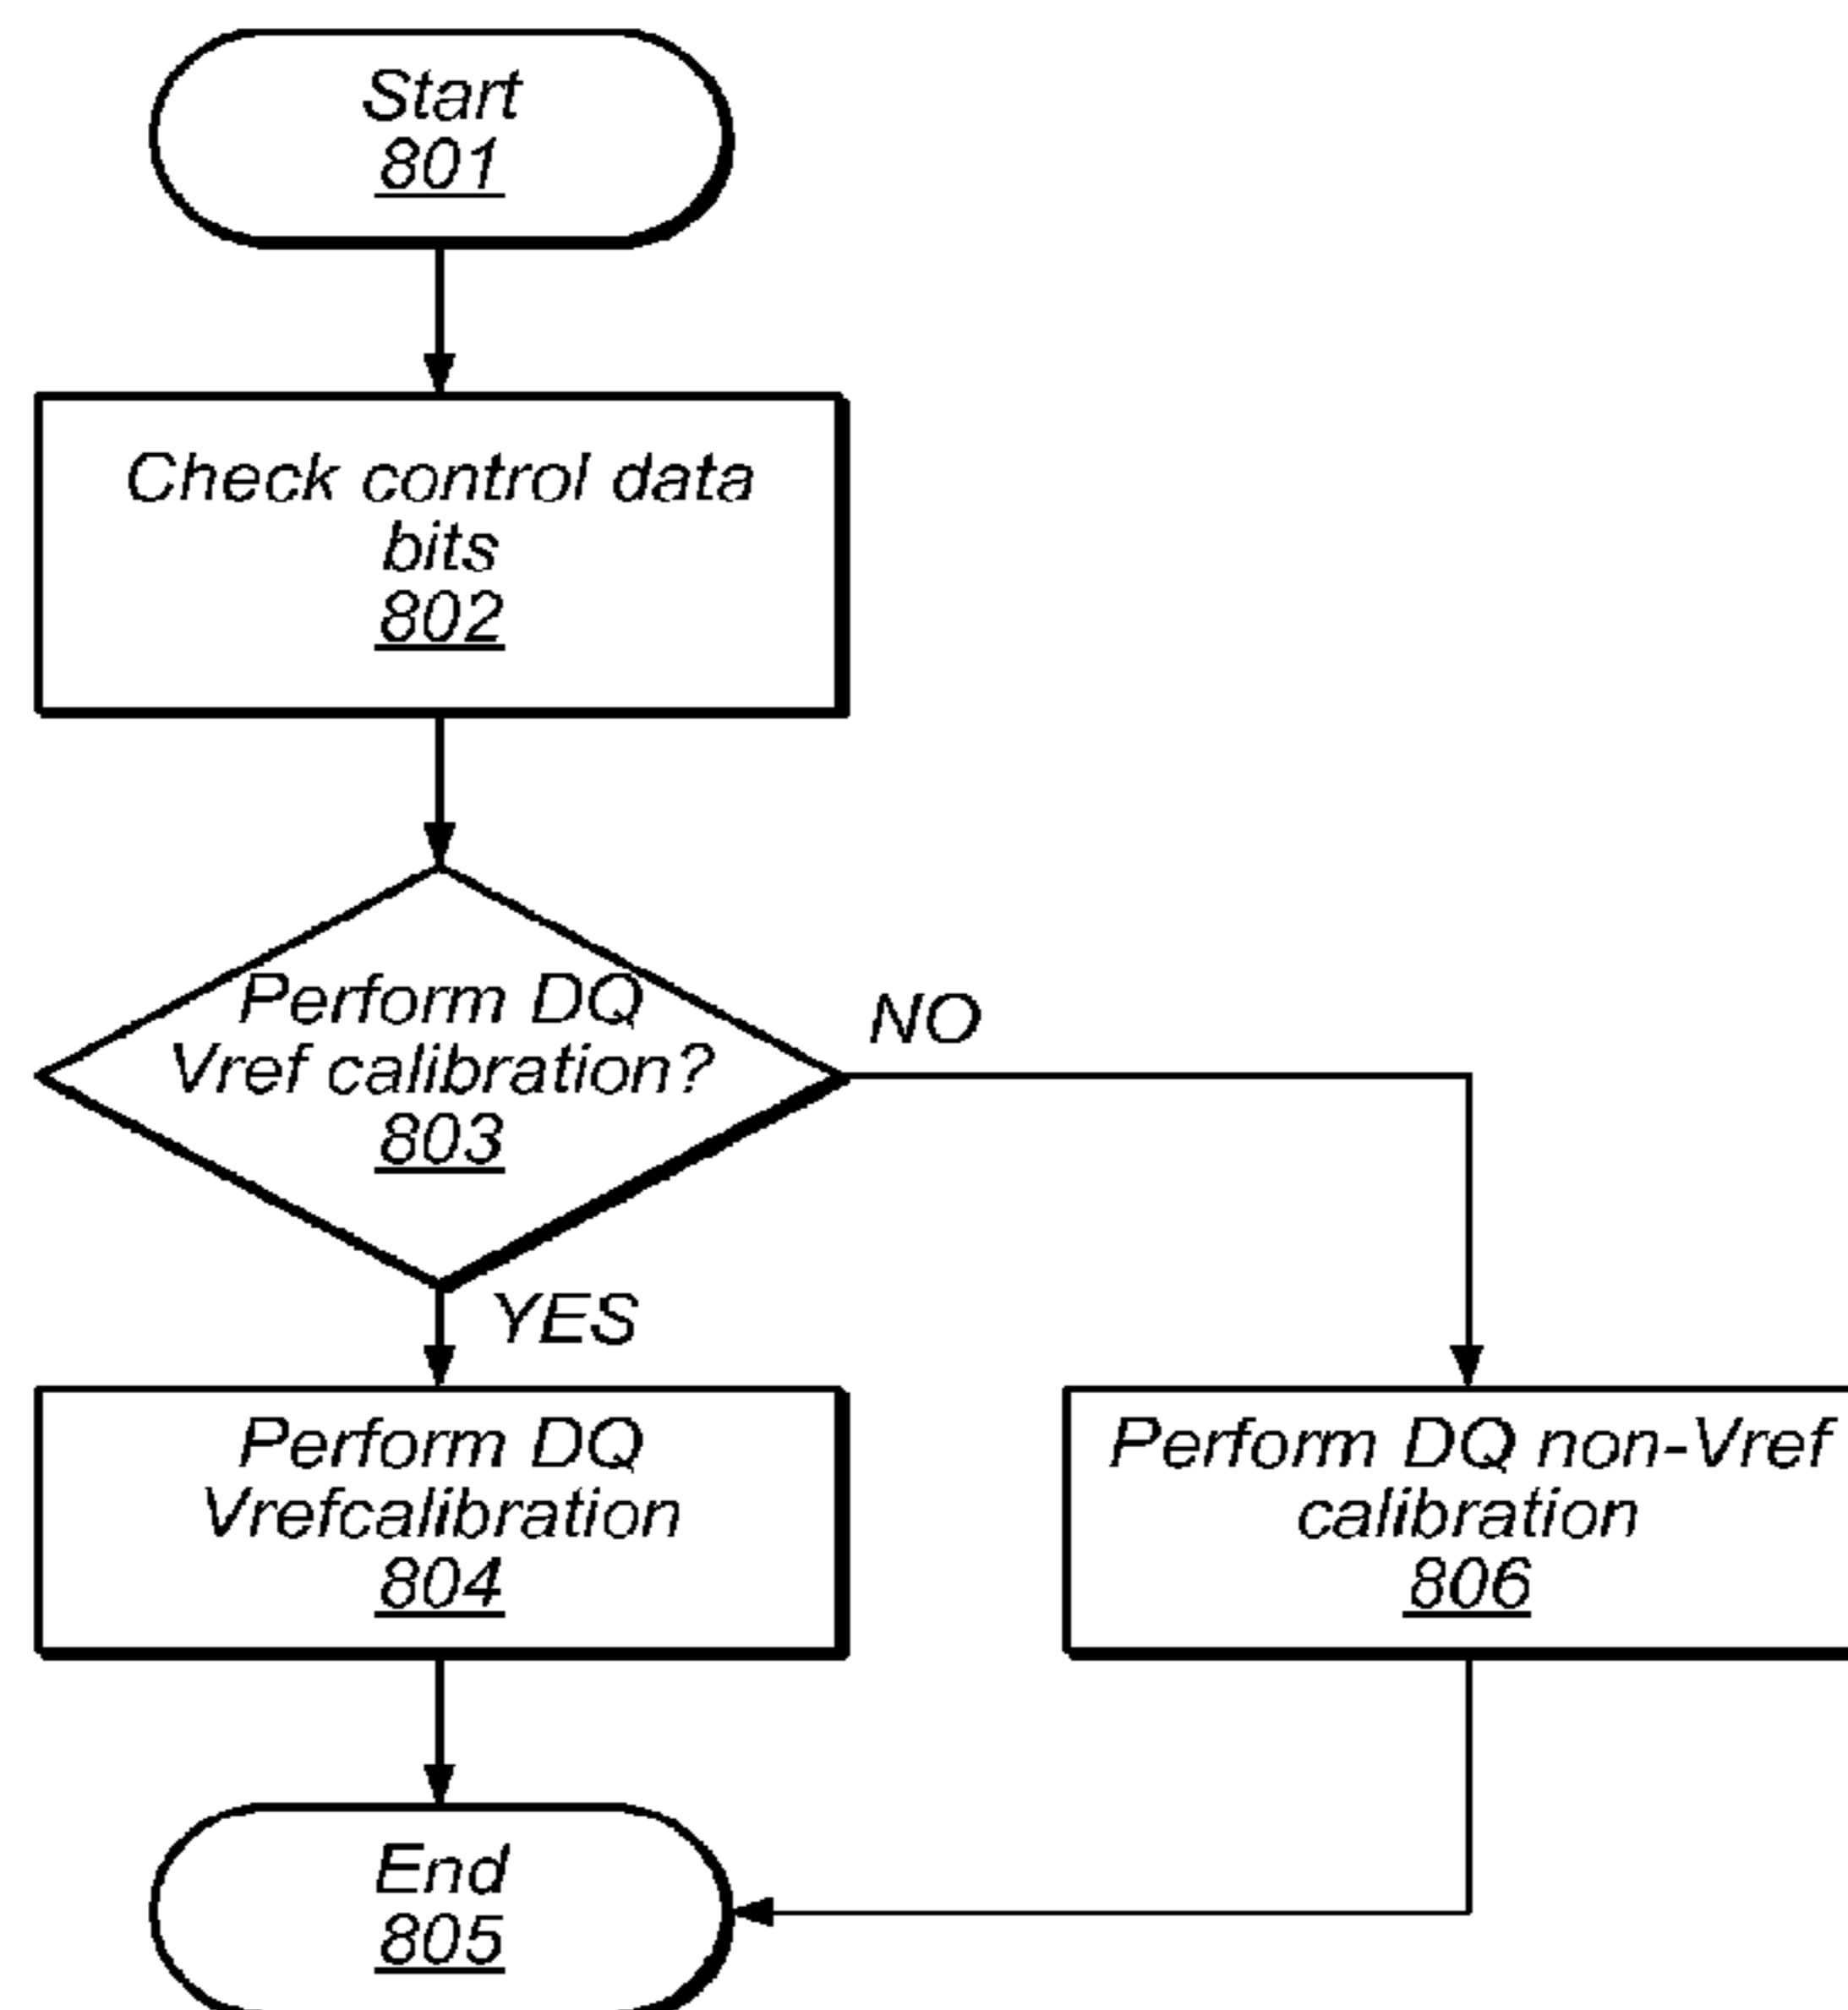 Start
801
Check control data
bits
802
Perform DQ
Vref calibration?
803
NO
YES
Perform DQ
Vrefcalibration
804
Perform DQ non-Vref
calibration
806
End
805